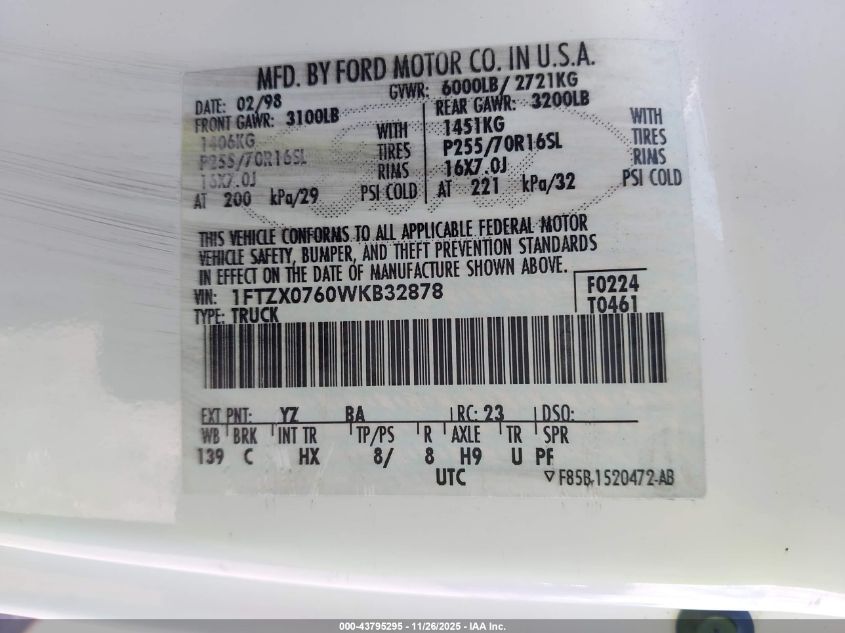 MFD. BY FORD MOTOR CO. IN U.S.A.
DATE: 02/98 GVWR: 6000LB/ 2721KG
FRONT GAWR: 3100LB REAR GAWR: 3200LB
1406KG WITH 1451KG WITH
P255/70R16SL TIRES P255/70R16SL TIRES
16X7.0J RIMS 16X7.0J RIMS
AT 200 kPa/29 PSI COLD AT 221 kPa/32 PSI COLD
THIS VEHICLE CONFORMS TO ALL APPLICABLE FEDERAL MOTOR
VEHICLE SAFETY, BUMPER, AND THEFT PREVENTION STANDARDS
IN EFFECT ON THE DATE OF MANUFACTURE SHOWN ABOVE.
VIN: 1FTZX0760WKB32878 F0224
TYPE: TRUCK T0461
EXT PNT: YZ BA RC: 23 DSO:
WB BRK INT TR TP/PS R AXLE TR SPR
139 C HX 8/ 8 H9 U PF
UTC F85B-1520472-AB
000-43795295 - 11/26/2025 - IAA Inc.